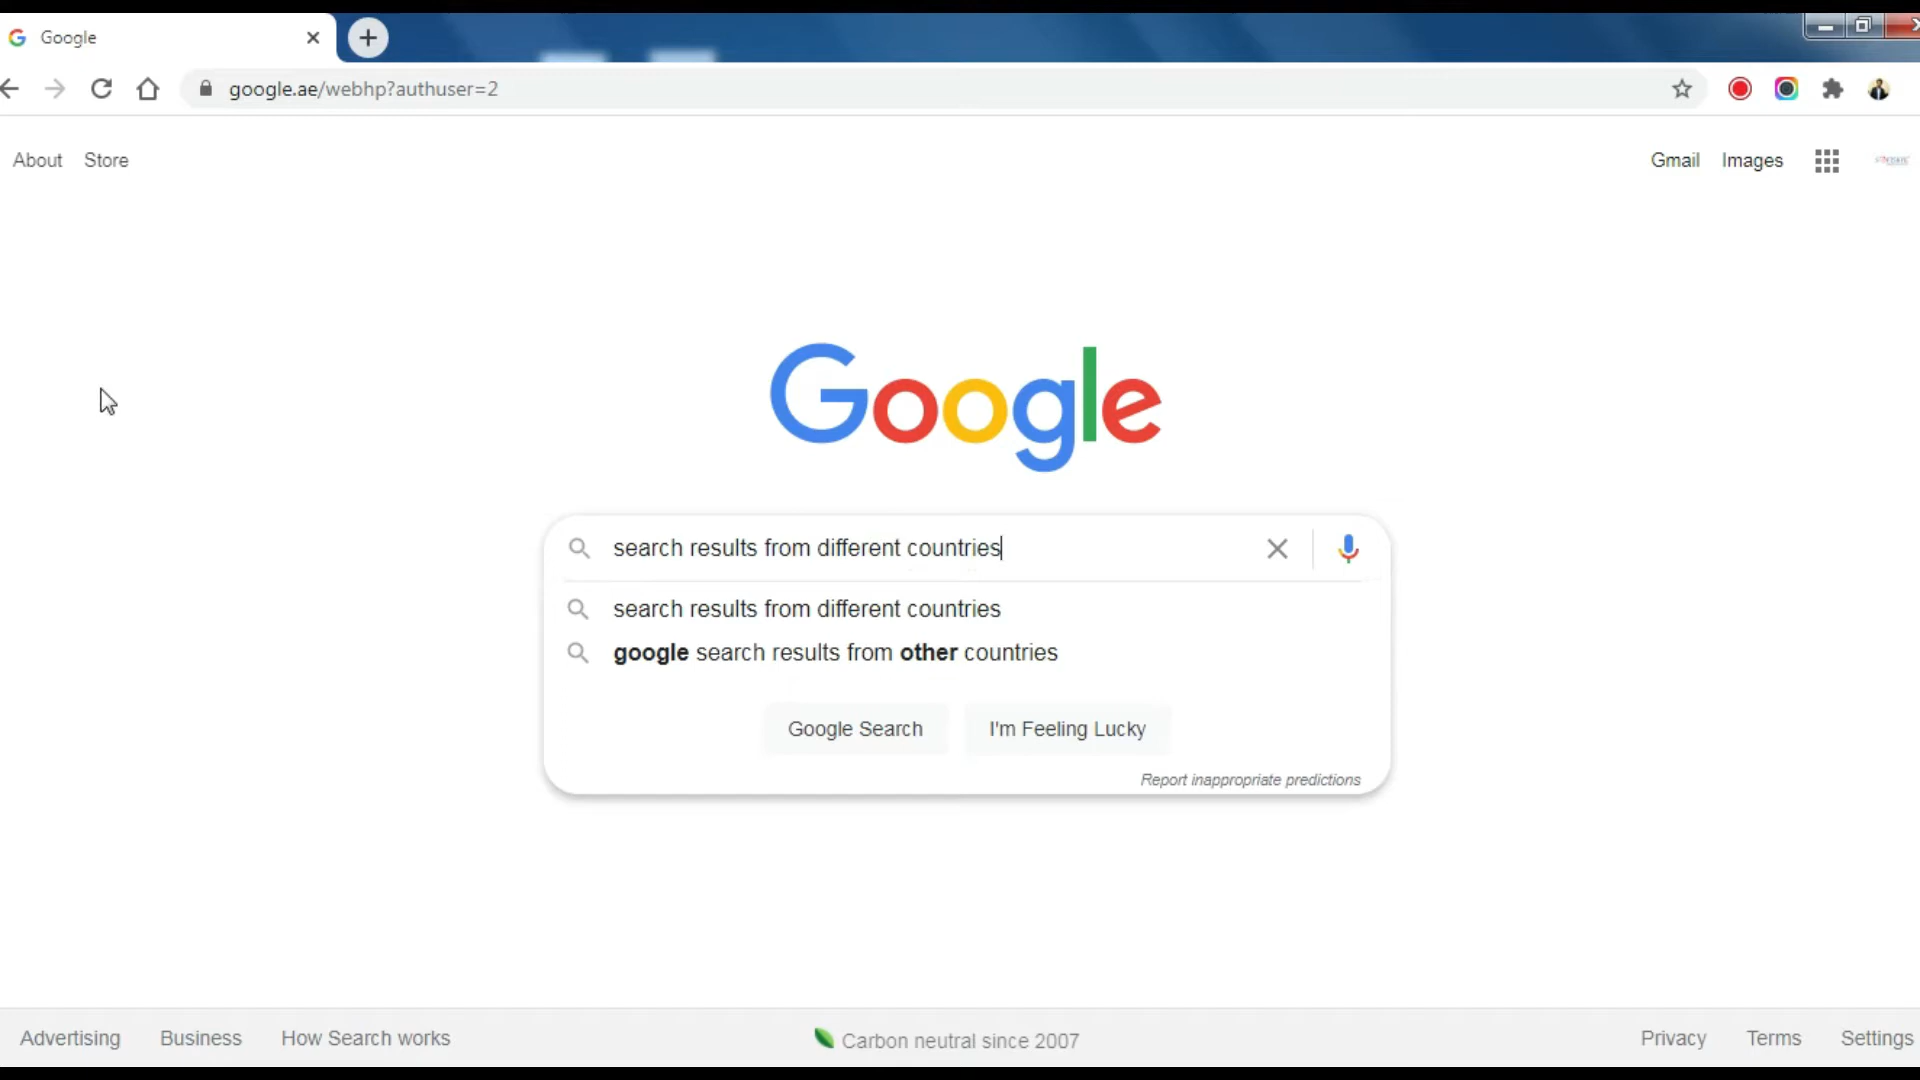 Google
google.ae/webhp?authuser=2
About Store
Gmail Images
Google
search results from different countries
search results from different countries
google search results from other countries
Google Search I'm Feeling Lucky
Report inappropriate predictions
Advertising Business How Search works
Carbon neutral since 2007
Privacy Terms Settings